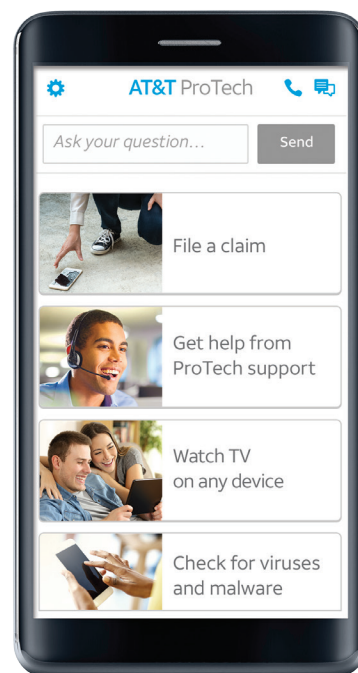 AT&T ProTech
Ask your question...
Send
File a claim
Get help from
ProTech support
Watch TV
on any device
Check for viruses
and malware